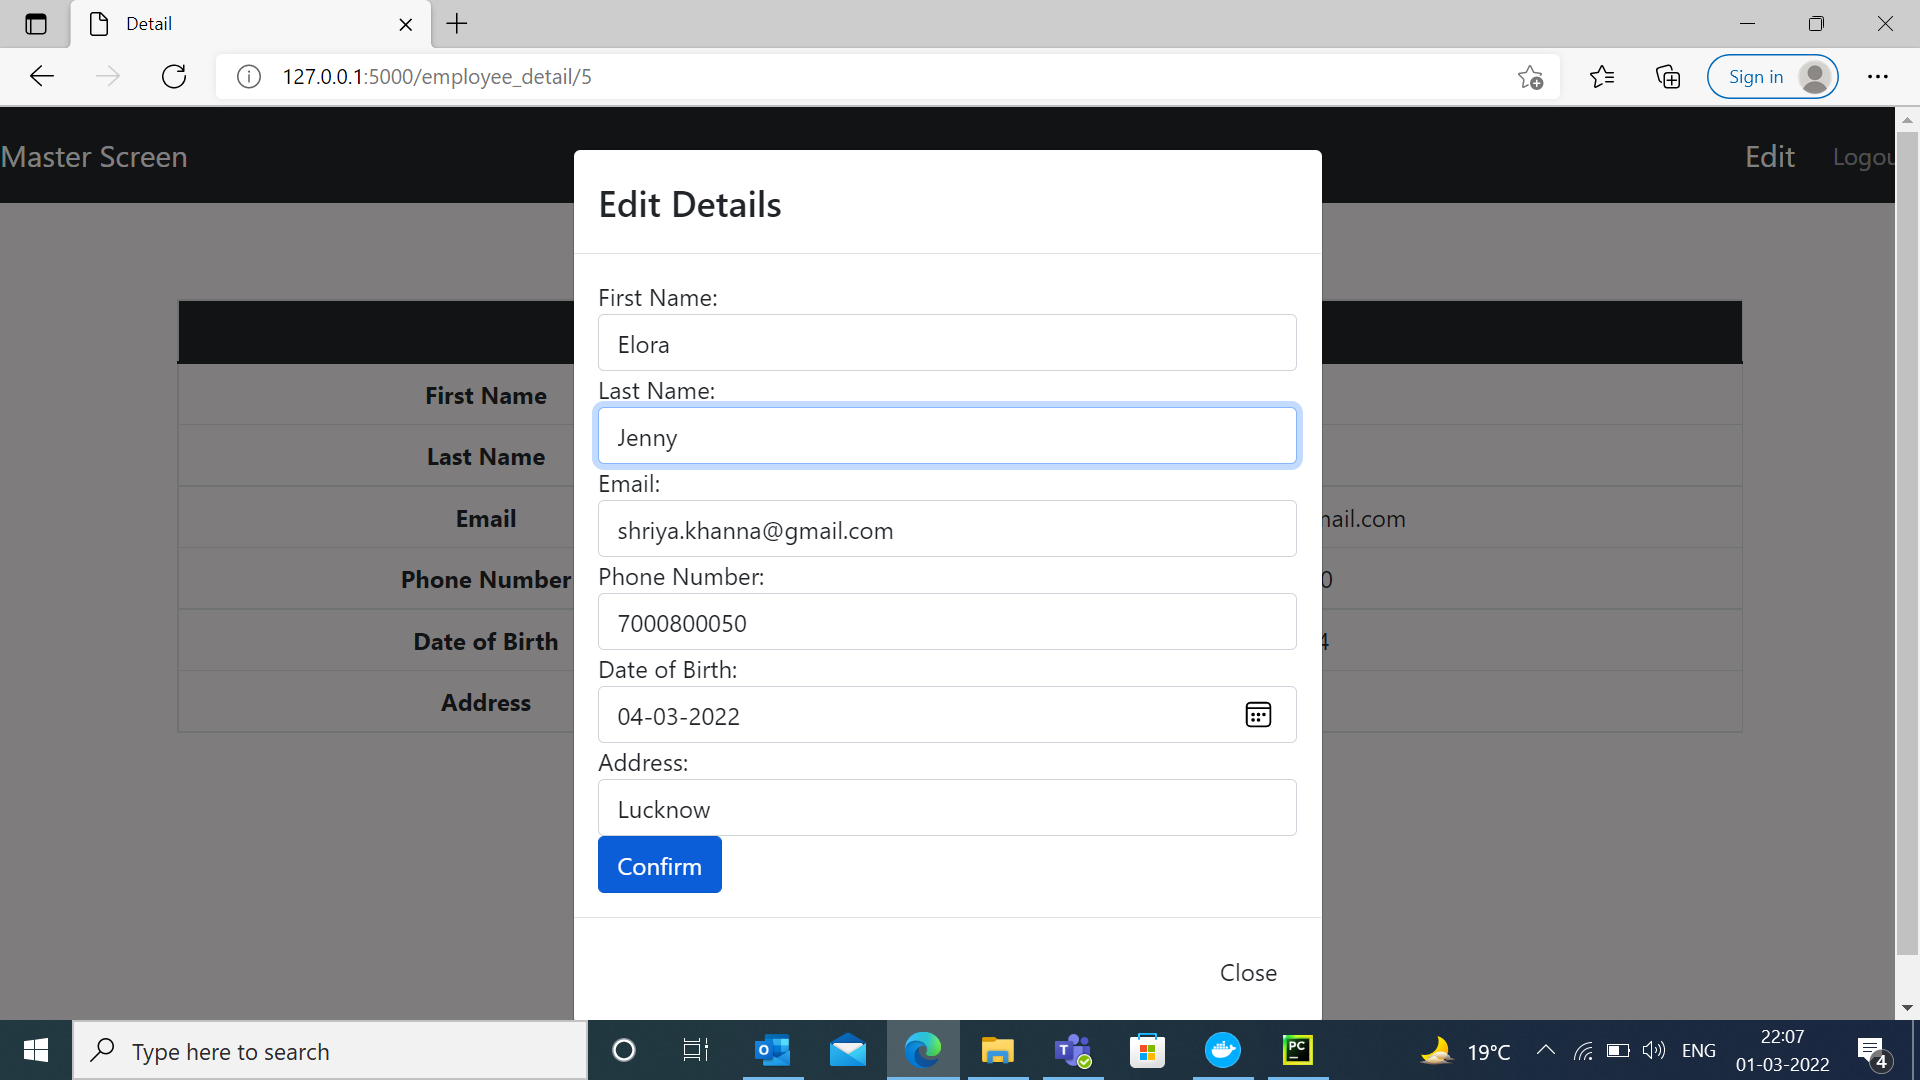 Detail
127.0.0.1:5000/employee_detail/5
Sign in
Master Screen
Edit
Logou
Edit Details
First Name:
Elora
Last Name:
Jenny
Email:
shriya.khanna@gmail.com
Phone Number:
7000800050
Date of Birth:
04-03-2022
Address:
Lucknow
Confirm
Close
First Name
Last Name
Email
nail.com
Phone Number
0
Date of Birth
4
Address
Type here to search
19°C
ENG
22:07
01-03-2022
4